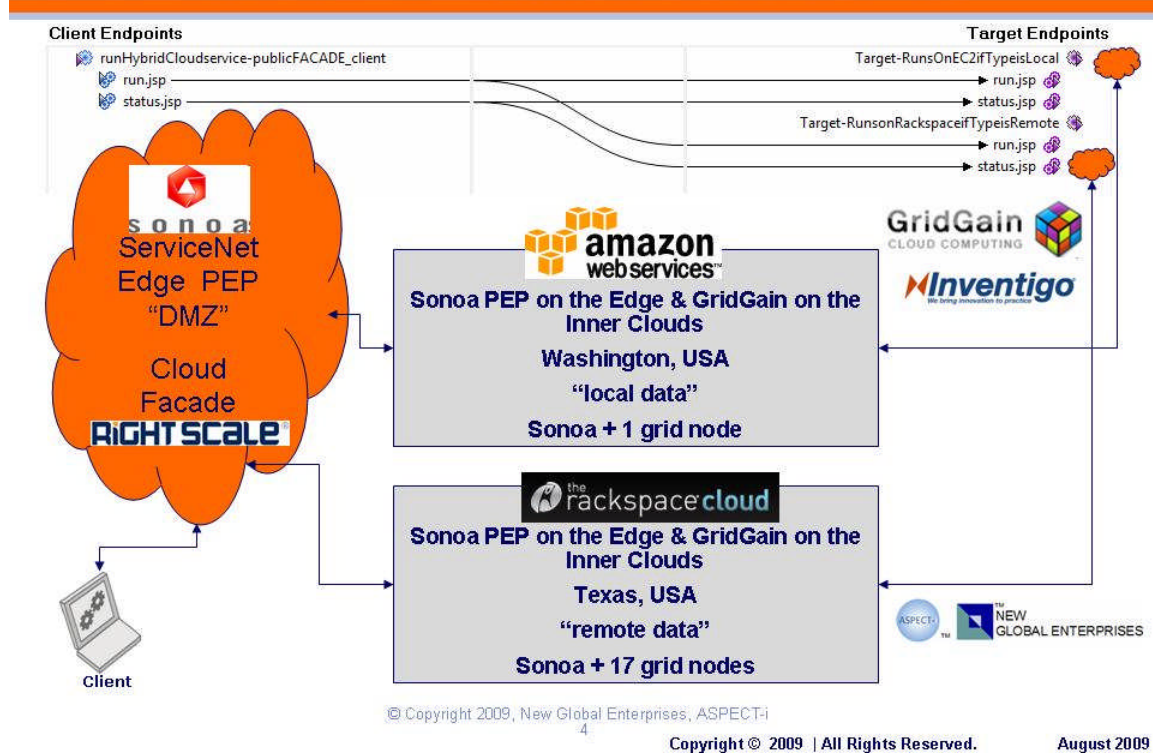 Client Endpoints
Target Endpoints
runHybridCloudservice-publicFACADE_client
run.jsp
status.jsp
Target-RunsOnEC2ifTypeisLocal
run.jsp
status.jsp
Target-RunsonRackspaceifTypeisRemote
run.jsp
status.jsp
sonoa
ServiceNet
Edge PEP
“DMZ”
Cloud
Facade
RIGHTSCALE®
Client
amazon
webservices™
Sonoa PEP on the Edge & GridGain on the
Inner Clouds
Washington, USA
“local data”
Sonoa + 1 grid node
the
rackspace cloud
Sonoa PEP on the Edge & GridGain on the
Inner Clouds
Texas, USA
“remote data”
Sonoa + 17 grid nodes
GridGain
CLOUD COMPUTING
Inventigo
We bring innovation to practice
ASPECT-i
TM
TM
NEW
GLOBAL ENTERPRISES
© Copyright 2009, New Global Enterprises, ASPECT-i
4
Copyright © 2009 | All Rights Reserved.
August 2009